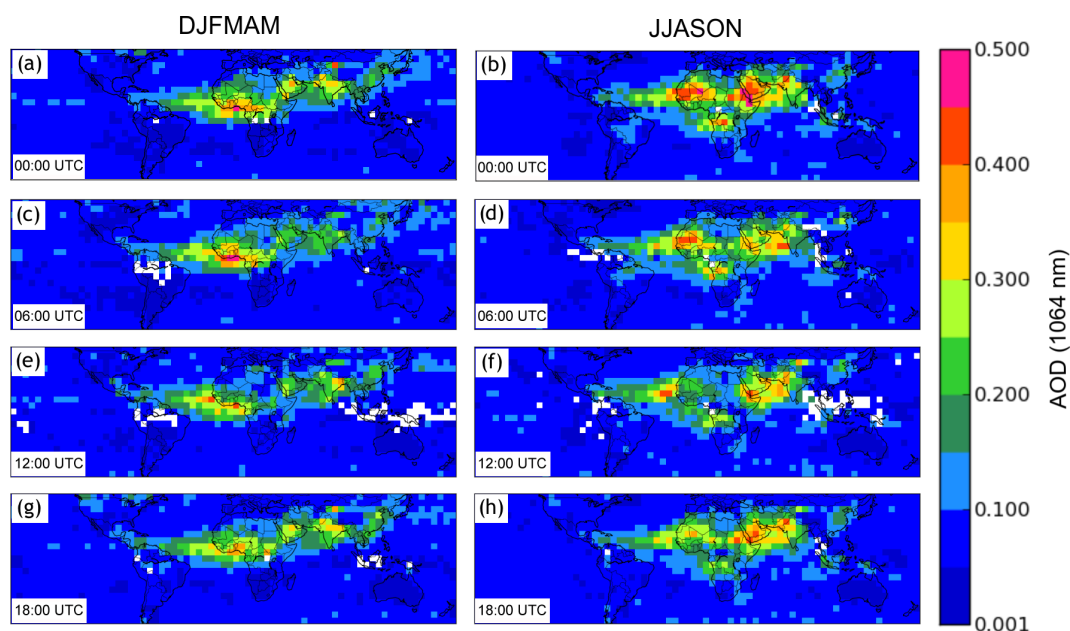 DJFMAM
JJASON
(a)
00:00 UTC
(b)
00:00 UTC
(c)
06:00 UTC
(d)
06:00 UTC
(e)
12:00 UTC
(f)
12:00 UTC
(g)
18:00 UTC
(h)
18:00 UTC
0.500
0.400
0.300
0.200
0.100
0.001
AOD (1064 nm)